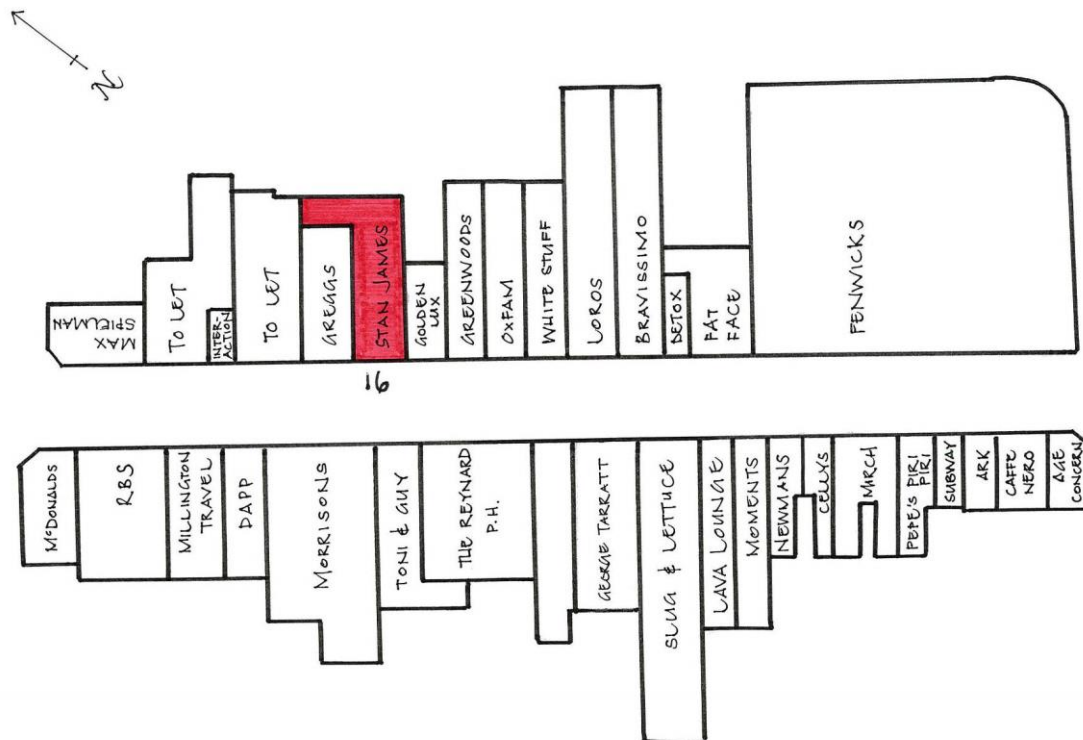 N
MAX
SPIELMAN
TO LET
INTER-
ACTION
TO LET
GREGGS
STAN JAMES
GOLDEN
LUX
GREENWOODS
OXFAM
WHITE STUFF
LOROS
BRAVISSIMO
DETOX
FAT
FACE
FENWICKS
16
McDONALDS
RBS
MILLINGTON
TRAVEL
DAPP
MORRISONS
TONI & GUY
THE REYNARD
P.H.
GEORGE TARRATT
SLUG & LETTUCE
LAVA LOUNGE
MOMENTS
NEWMANS
CELLYS
MIRCH
PEPE'S PIRI
PIRI
SUBWAY
ARK
CAFFE
NERO
AGE
CONCERN